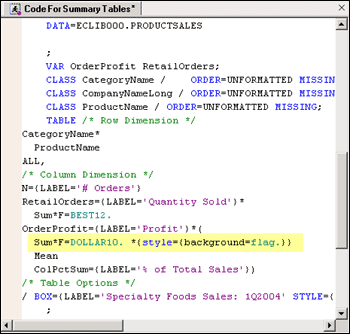 Code For Summary Tables*
DATA=ECLIB000.PRODUCTSALES
;
VAR OrderProfit RetailOrders;
CLASS CategoryName / ORDER=UNFORMATTED MISSIN
CLASS CompanyNameLong / ORDER=UNFORMATTED MIS
CLASS ProductName / ORDER=UNFORMATTED MISSING;
TABLE /* Row Dimension */
CategoryName*
ProductName
ALL,
/* Column Dimension */
N={LABEL='# Orders'}
RetailOrders={LABEL='Quantity Sold'}*
Sum*F=BEST12.
OrderProfit={LABEL='Profit'}*(
Sum*F=DOLLAR10. *{style={background=flag.}}
Mean
ColPctSum={LABEL='% of Total Sales'})
/* Table Options */
/ BOX={LABEL='Specialty Foods Sales: 1Q2004' STYLE={
;